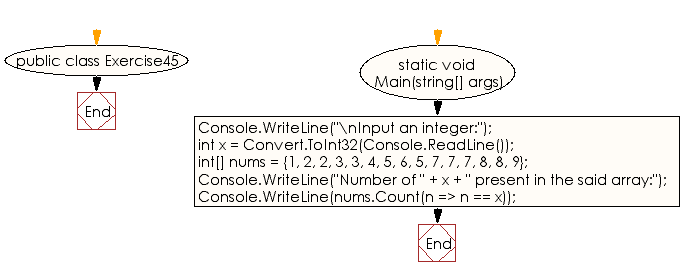 public class Exercise45
End
static void
Main(string[] args)
Console.WriteLine("\nInput an integer:");
int x = Convert.ToInt32(Console.ReadLine());
int[] nums = {1, 2, 2, 3, 3, 4, 5, 6, 5, 7, 7, 7, 8, 8, 9};
Console.WriteLine("Number of " + x + " present in the said array:");
Console.WriteLine(nums.Count(n => n == x));
End